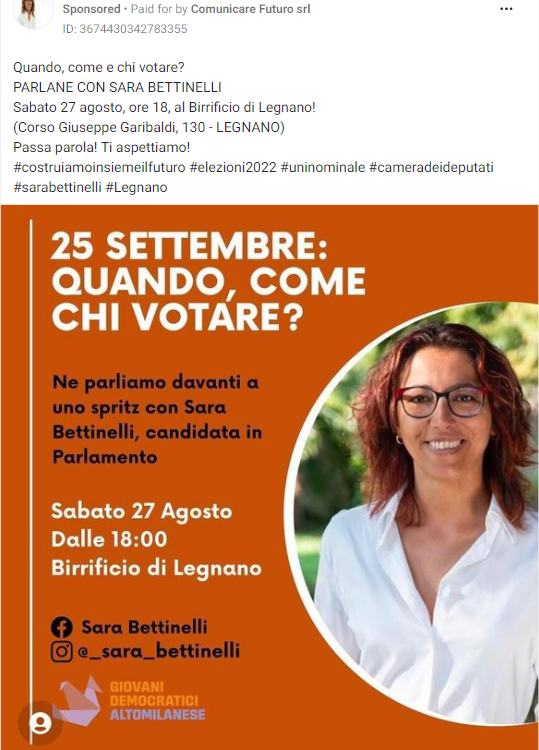 Sponsored • Paid for by Comunicare Futuro srl
ID: 3674430342783355
Quando, come e chi votare?
PARLANE CON SARA BETTINELLI
Sabato 27 agosto, ore 18, al Birrificio di Legnano!
(Corso Giuseppe Garibaldi, 130 - LEGNANO)
Passa parola! Ti aspettiamo!
#costruiamoinsiemeilfuturo #elezioni2022 #uninominale #cameradeideputati
#sarabettinelli #Legnano
25 SETTEMBRE:
QUANDO, COME
CHI VOTARE?
Ne parliamo davanti a
uno spritz con Sara
Bettinelli, candidata in
Parlamento
Sabato 27 Agosto
Dalle 18:00
Birrificio di Legnano
Sara Bettinelli
@_sara_bettinelli
GIOVANI
DEMOCRATICI
ALTOMILANESE